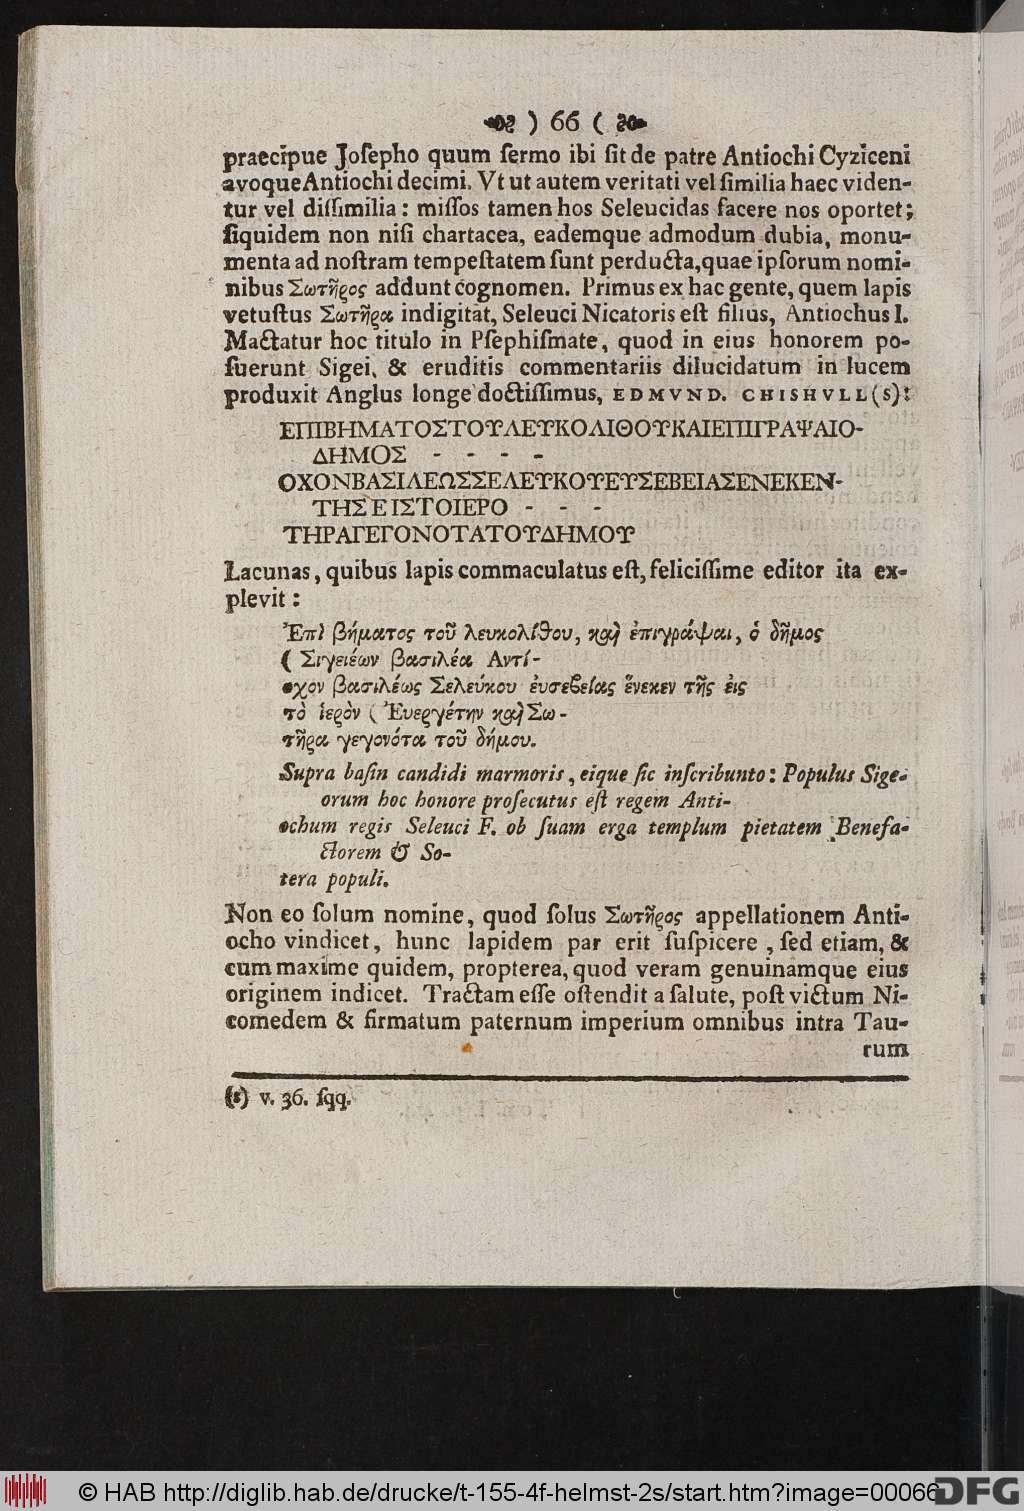 ) 66 (
praecipue Joſepho quum ſermo ibi ſit de patre Antiochi Cyziceni
avoque Antiochi decimi. Vt ut autem veritati vel ſimilia haec viden-
tur vel diſſimilia: miſſos tamen hos Seleucidas facere nos oportet;
ſiquidem non niſi chartacea, eademque admodum dubia, monu-
menta ad noſtram tempeſtatem ſunt perducta, quae ipſorum nomi-
nibus Σωτῆρος addunt cognomen. Primus ex hac gente, quem lapis
vetuſtus Σωτῆρα indigitat, Seleuci Nicatoris eſt filius, Antiochus I.
Mactatur hoc titulo in Pſephiſmate, quod in eius honorem po-
ſuerunt Sigei, & eruditis commentariis dilucidatum in lucem
produxit Anglus longe doctiſſimus, EDMVND. CHISHVLL (s):
ΕΠΙΒΗΜΑΤΟΣΤΟΥΛΕΥΚΟΛΙΘΟΥΚΑΙΕΠΙΓΡΑΨΑΙΟ-
ΔΗΜΟΣ - - - -
ΟΧΟΝΒΑΣΙΛΕΩΣΣΕΛΕΥΚΟΥΕΥΣΕΒΕΙΑΣΕΝΕΚΕΝ-
ΤΗΣΕΙΣΤΟΙΕΡΟ - - -
ΤΗΡΑΓΕΓΟΝΟΤΑΤΟΥΔΗΜΟΥ
Lacunas, quibus lapis commaculatus eſt, feliciſſime editor ita ex-
plevit:
Ἐπὶ βήματος τοῦ λευκολίθου, καὶ ἐπιγράψαι, ὁ δῆμος
( Σιγειέων βασιλέα Αντί-
οχον βασιλέως Σελεύκου ἐυσεβείας ἕνεκεν τῆς ἐις
τὸ ἱερὸν ( Ἐυεργέτην καὶ Σω-
τῆρα γεγονότα τοῦ δήμου.
Supra baſin candidi marmoris, eique ſic inſcribunto: Populus Sige-
orum hoc honore proſecutus eſt regem Anti-
ochum regis Seleuci F. ob ſuam erga templum pietatem Benefa-
ctorem & So-
tera populi.
Non eo ſolum nomine, quod ſolus Σωτῆρος appellationem Anti-
ocho vindicet, hunc lapidem par erit ſuſpicere, ſed etiam, &
cum maxime quidem, propterea, quod veram genuinamque eius
originem indicet. Tractam eſſe oſtendit a ſalute, poſt victum Ni-
comedem & firmatum paternum imperium omnibus intra Tau-
rum
(s) v. 36. ſqq.
© HAB http://diglib.hab.de/drucke/t-155-4f-helmst-2s/start.htm?image=00066
DFG